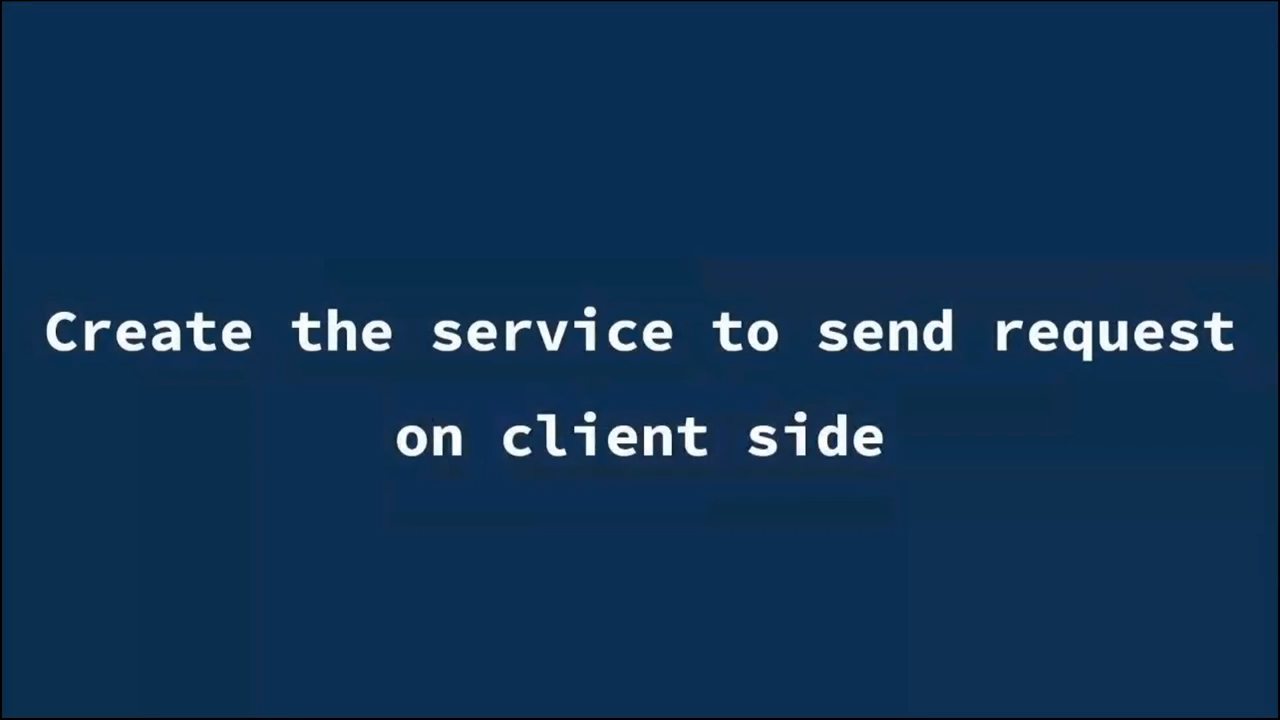 Create the service to send request
on client side